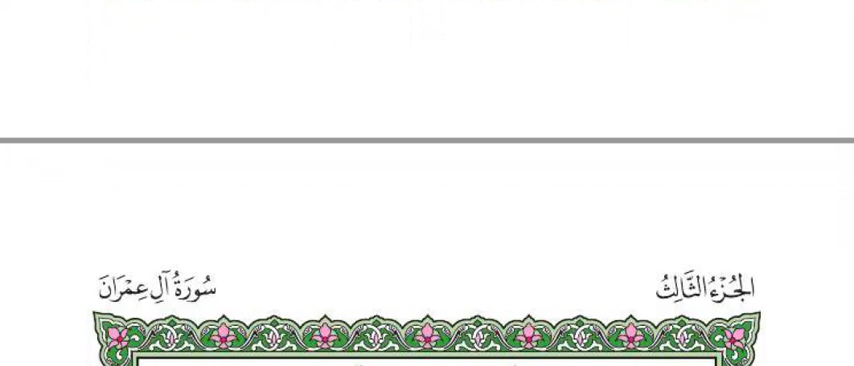 الجُزْءُ الثَّالِثُ سُورَةُ آلِ عِمْرَانَ